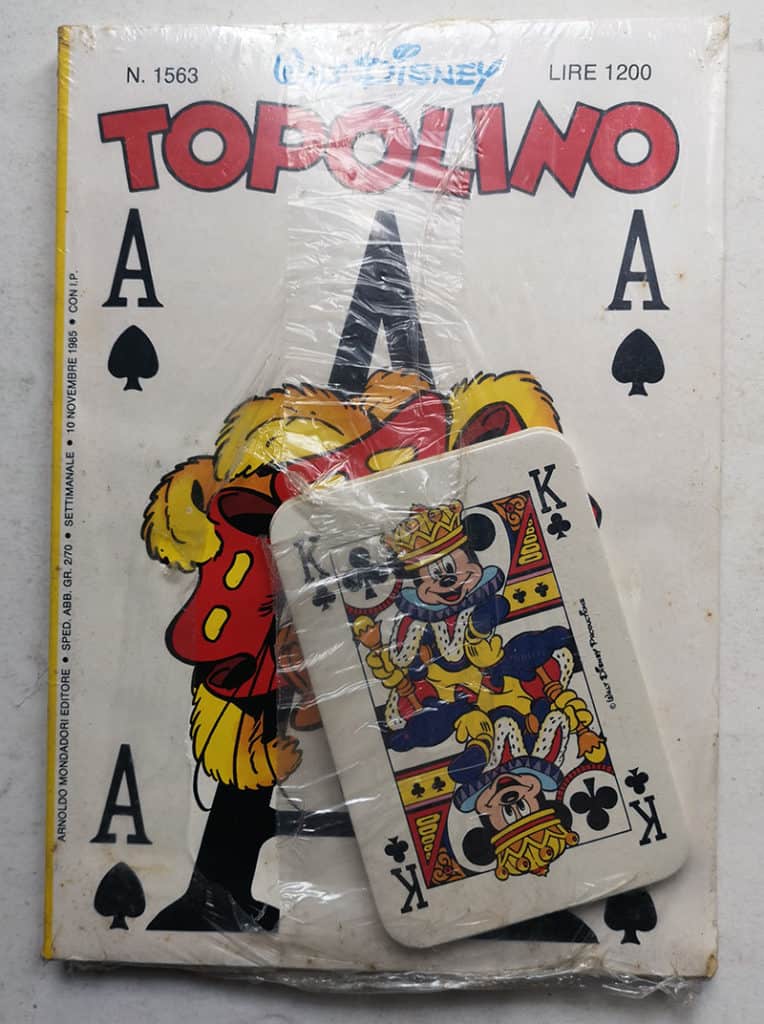 N. 1563
WALT DISNEY
LIRE 1200
TOPOLINO
A
A
A
ARNOLDO MONDADORI EDITORE • SPED. ABB. GR. 2/70 • SETTIMANALE • 10 NOVEMBRE 1985 • CON I.P.
A
K
K
© WALT DISNEY PRODUCTIONS
K
K